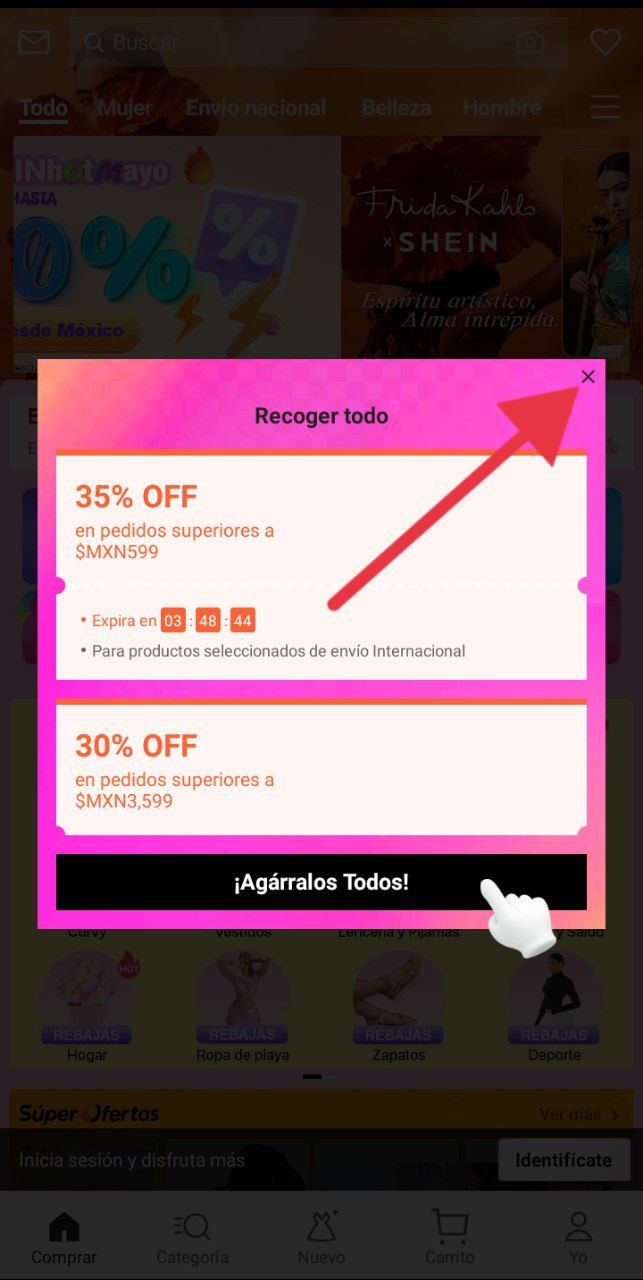 Buscar
Todo Mujer Envío nacional Belleza Hombre
INhotmayo
HASTA
0%
%
esde México
Frida Kahlo
x SHEIN
Espíritu artístico,
Alma intrépida.
Recoger todo
35% OFF
en pedidos superiores a
$MXN599
• Expira en 03 : 48 : 44
• Para productos seleccionados de envío Internacional
30% OFF
en pedidos superiores a
$MXN3,599
¡Agárralos Todos!
Curvy Vestidos Lencería y Pijamas y Salud
HOT
REBAJAS REBAJAS REBAJAS REBAJAS
Hogar Ropa de playa Zapatos Deporte
Súper Ofertas Ver más >
Inicia sesión y disfruta más Identifícate
Comprar Categoría Nuevo Carrito Yo